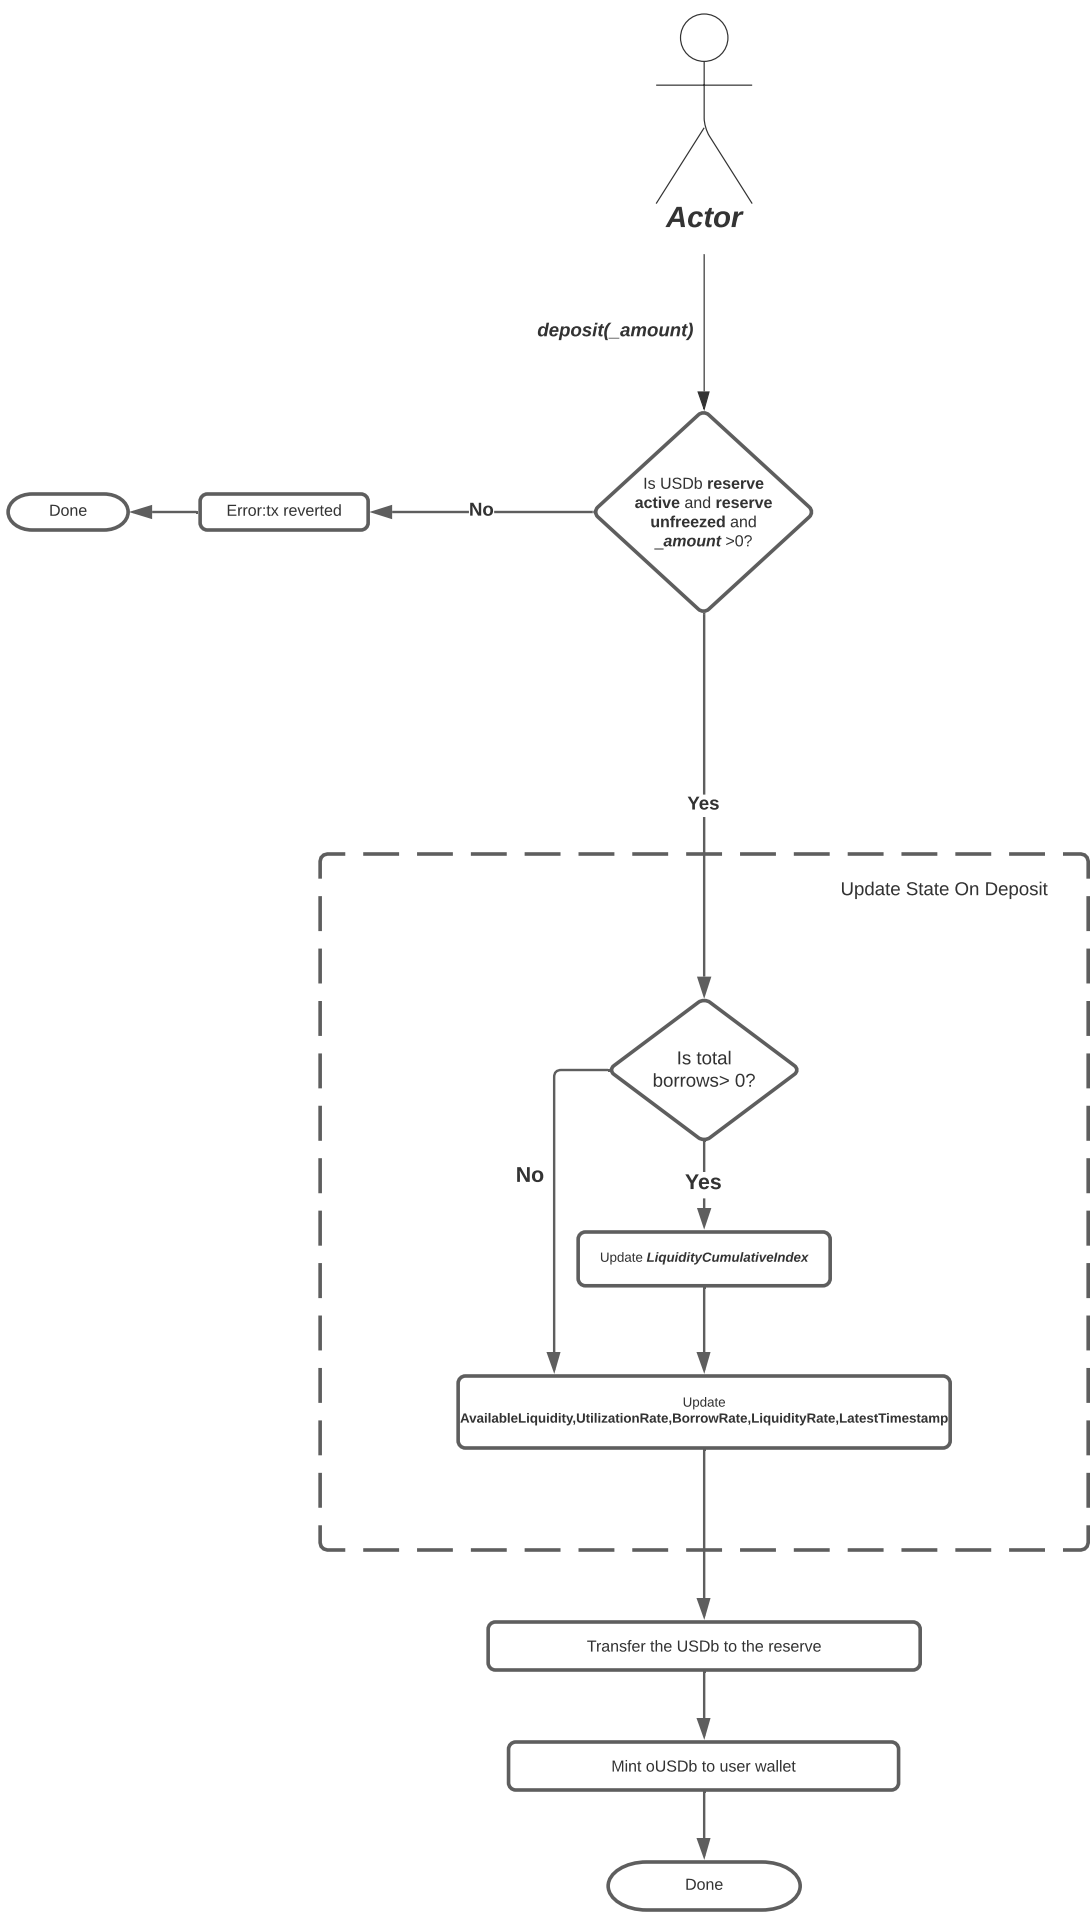 Actor
deposit(_amount)
Is USDb reserve
active and reserve
unfreezed and
_amount >0?
No
Error:tx reverted
Done
Yes
Update State On Deposit
Is total
borrows> 0?
No
Yes
Update LiquidityCumulativeIndex
Update
AvailableLiquidity,UtilizationRate,BorrowRate,LiquidityRate,LatestTimestamp
Transfer the USDb to the reserve
Mint oUSDb to user wallet
Done